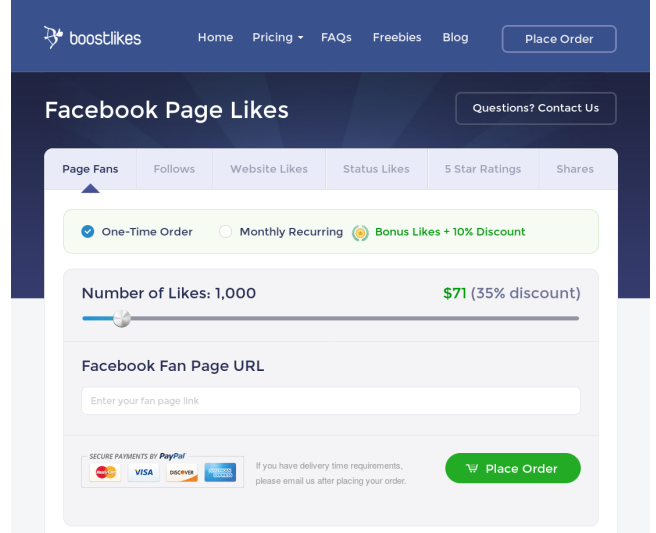 boostlikes Home Pricing FAQs Freebies Blog Place Order
Facebook Page Likes Questions? Contact Us
Page Fans Follows Website Likes Status Likes 5 Star Ratings Shares
One-Time Order Monthly Recurring Bonus Likes + 10% Discount
Number of Likes: 1,000 $71 (35% discount)
Facebook Fan Page URL
Enter your fan page link
SECURE PAYMENTS BY PayPal
MasterCard VISA DISCOVER
If you have delivery time requirements,
please email us after placing your order.
Place Order